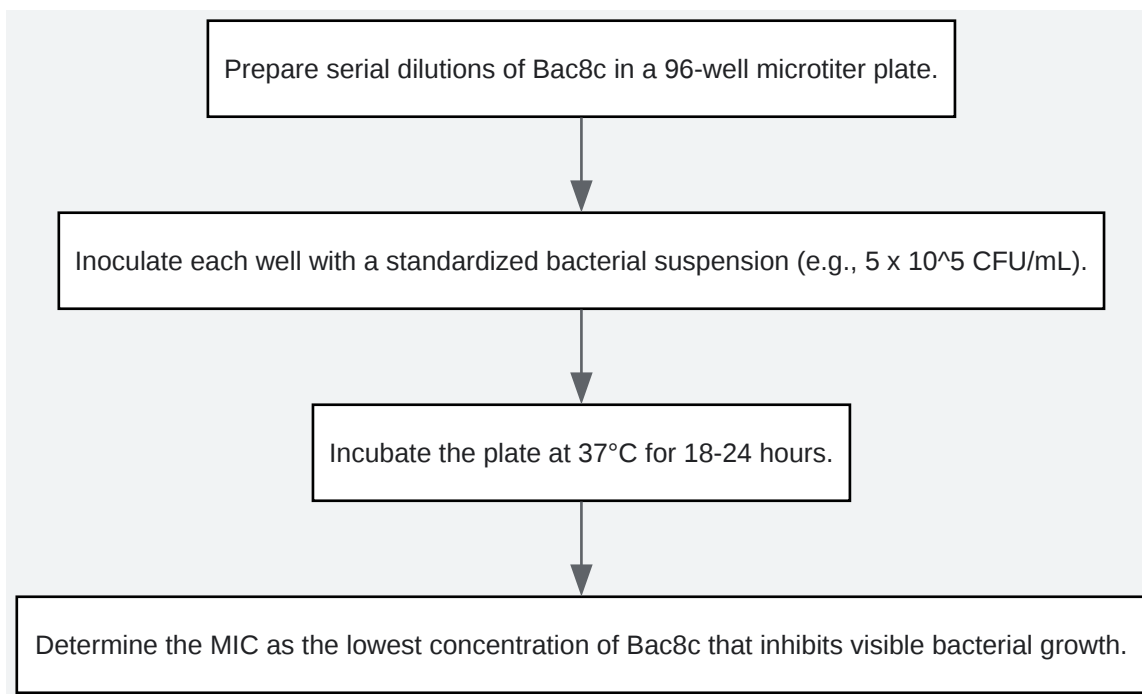 Prepare serial dilutions of Bac8c in a 96-well microtiter plate.
Inoculate each well with a standardized bacterial suspension (e.g., 5 x 10^5 CFU/mL).
Incubate the plate at 37°C for 18-24 hours.
Determine the MIC as the lowest concentration of Bac8c that inhibits visible bacterial growth.